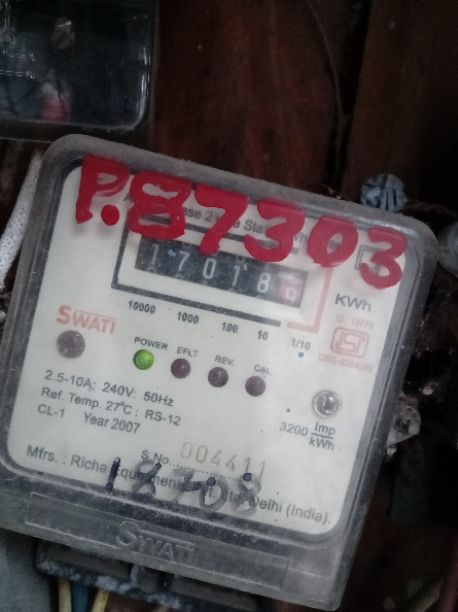 P.87303
17018
kWh
10000 1000 100 10 1/10
SWATI
POWER EFLT REV. CAL
2.5-10A; 240V: 50Hz
Ref. Temp. 27°C; RS-12
CL-1 Year 2007
3200 Imp/kWh
S.No. 004411
Mfrs. : Richa Delhi (India).
18708
SWATI